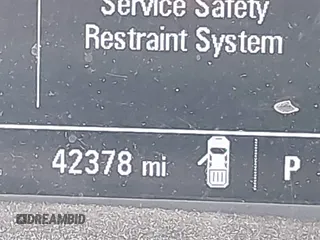 Service Safety
Restraint System
42378 mi
P
DREAMBID